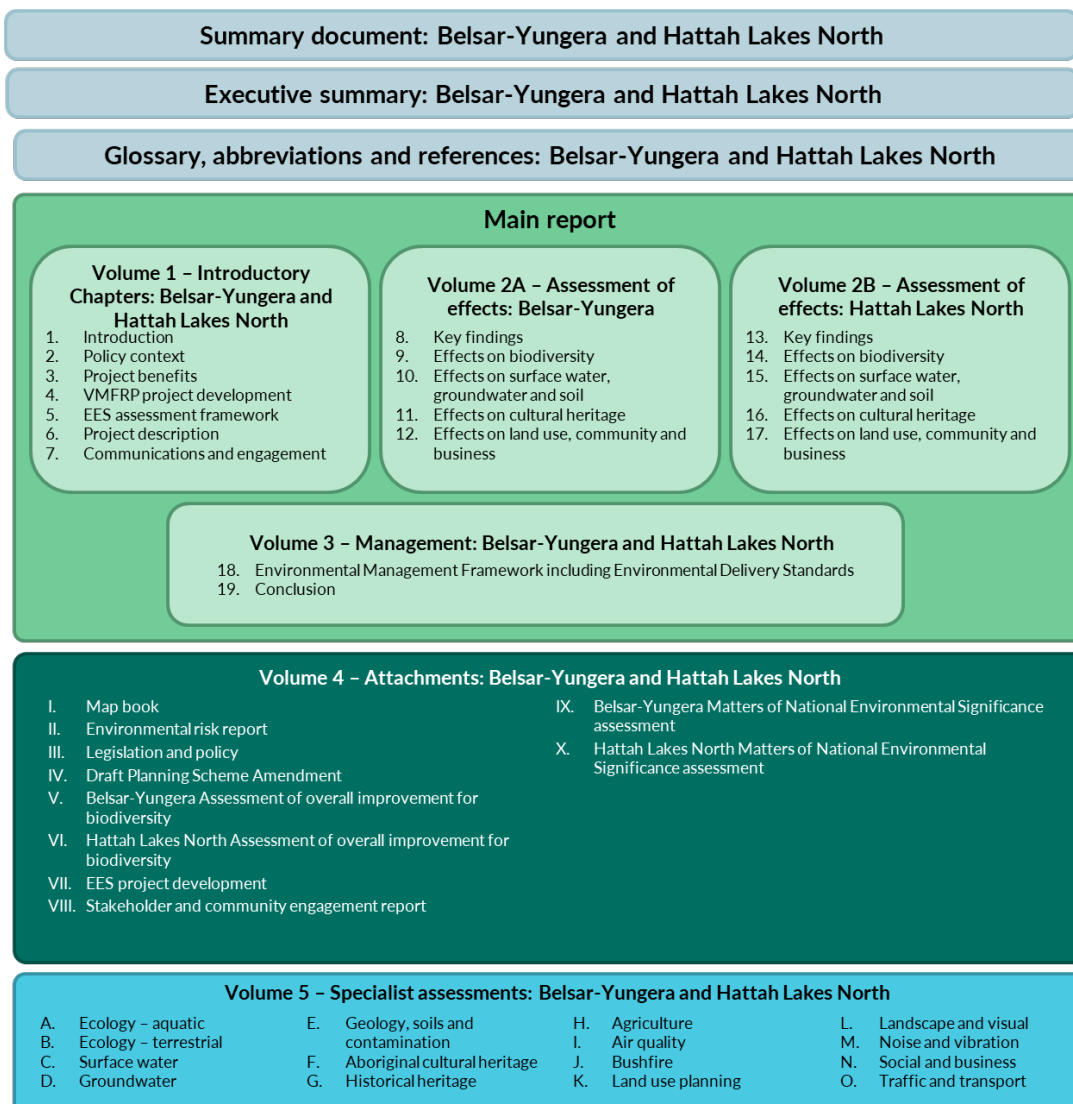 Summary document: Belsar-Yungera and Hattah Lakes North
Executive summary: Belsar-Yungera and Hattah Lakes North
Glossary, abbreviations and references: Belsar-Yungera and Hattah Lakes North
Main report
Volume 1 – Introductory
Chapters: Belsar-Yungera and
Hattah Lakes North
1. Introduction
2. Policy context
3. Project benefits
4. VMFRP project development
5. EES assessment framework
6. Project description
7. Communications and engagement
Volume 2A – Assessment of
effects: Belsar-Yungera
8. Key findings
9. Effects on biodiversity
10. Effects on surface water,
groundwater and soil
11. Effects on cultural heritage
12. Effects on land use, community and
business
Volume 2B – Assessment of
effects: Hattah Lakes North
13. Key findings
14. Effects on biodiversity
15. Effects on surface water,
groundwater and soil
16. Effects on cultural heritage
17. Effects on land use, community and
business
Volume 3 – Management: Belsar-Yungera and Hattah Lakes North
18. Environmental Management Framework including Environmental Delivery Standards
19. Conclusion
Volume 4 – Attachments: Belsar-Yungera and Hattah Lakes North
I. Map book
II. Environmental risk report
III. Legislation and policy
IV. Draft Planning Scheme Amendment
V. Belsar-Yungera Assessment of overall improvement for
biodiversity
VI. Hattah Lakes North Assessment of overall improvement for
biodiversity
VII. EES project development
VIII. Stakeholder and community engagement report
IX. Belsar-Yungera Matters of National Environmental Significance
assessment
X. Hattah Lakes North Matters of National Environmental
Significance assessment
Volume 5 – Specialist assessments: Belsar-Yungera and Hattah Lakes North
A. Ecology – aquatic
B. Ecology – terrestrial
C. Surface water
D. Groundwater
E. Geology, soils and
contamination
F. Aboriginal cultural heritage
G. Historical heritage
H. Agriculture
I. Air quality
J. Bushfire
K. Land use planning
L. Landscape and visual
M. Noise and vibration
N. Social and business
O. Traffic and transport